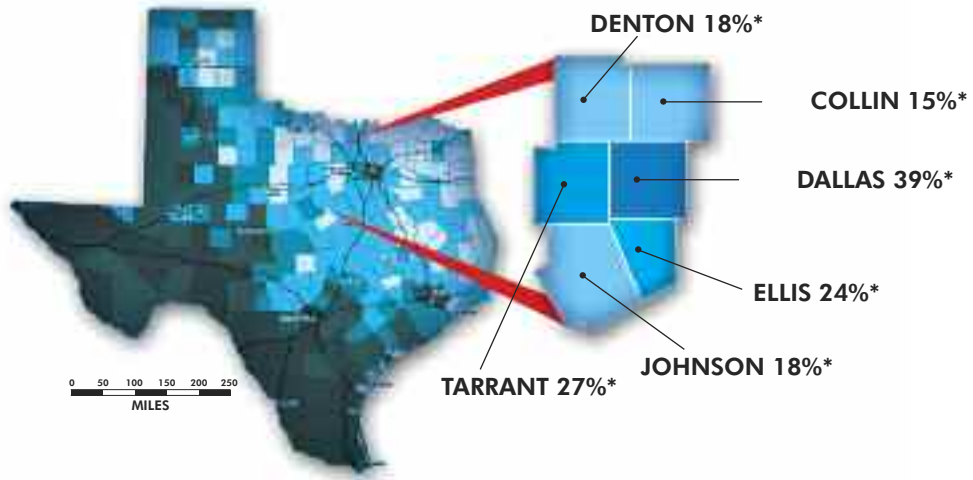 DENTON 18%*
COLLIN 15%*
DALLAS 39%*
ELLIS 24%*
JOHNSON 18%*
TARRANT 27%*
0 50 100 150 200 250
MILES